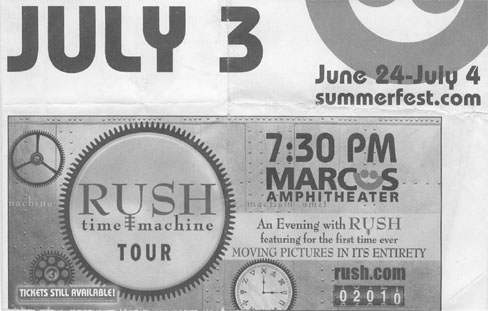 JULY 3
June 24-July 4
summerfest.com
7:30 PM
MARCUS
AMPHITHEATER
RUSH
time machine
TOUR
machine
An Evening with RUSH
featuring for the first time ever
MOVING PICTURES IN ITS ENTIRETY
rush.com
02010
TICKETS STILL AVAILABLE!